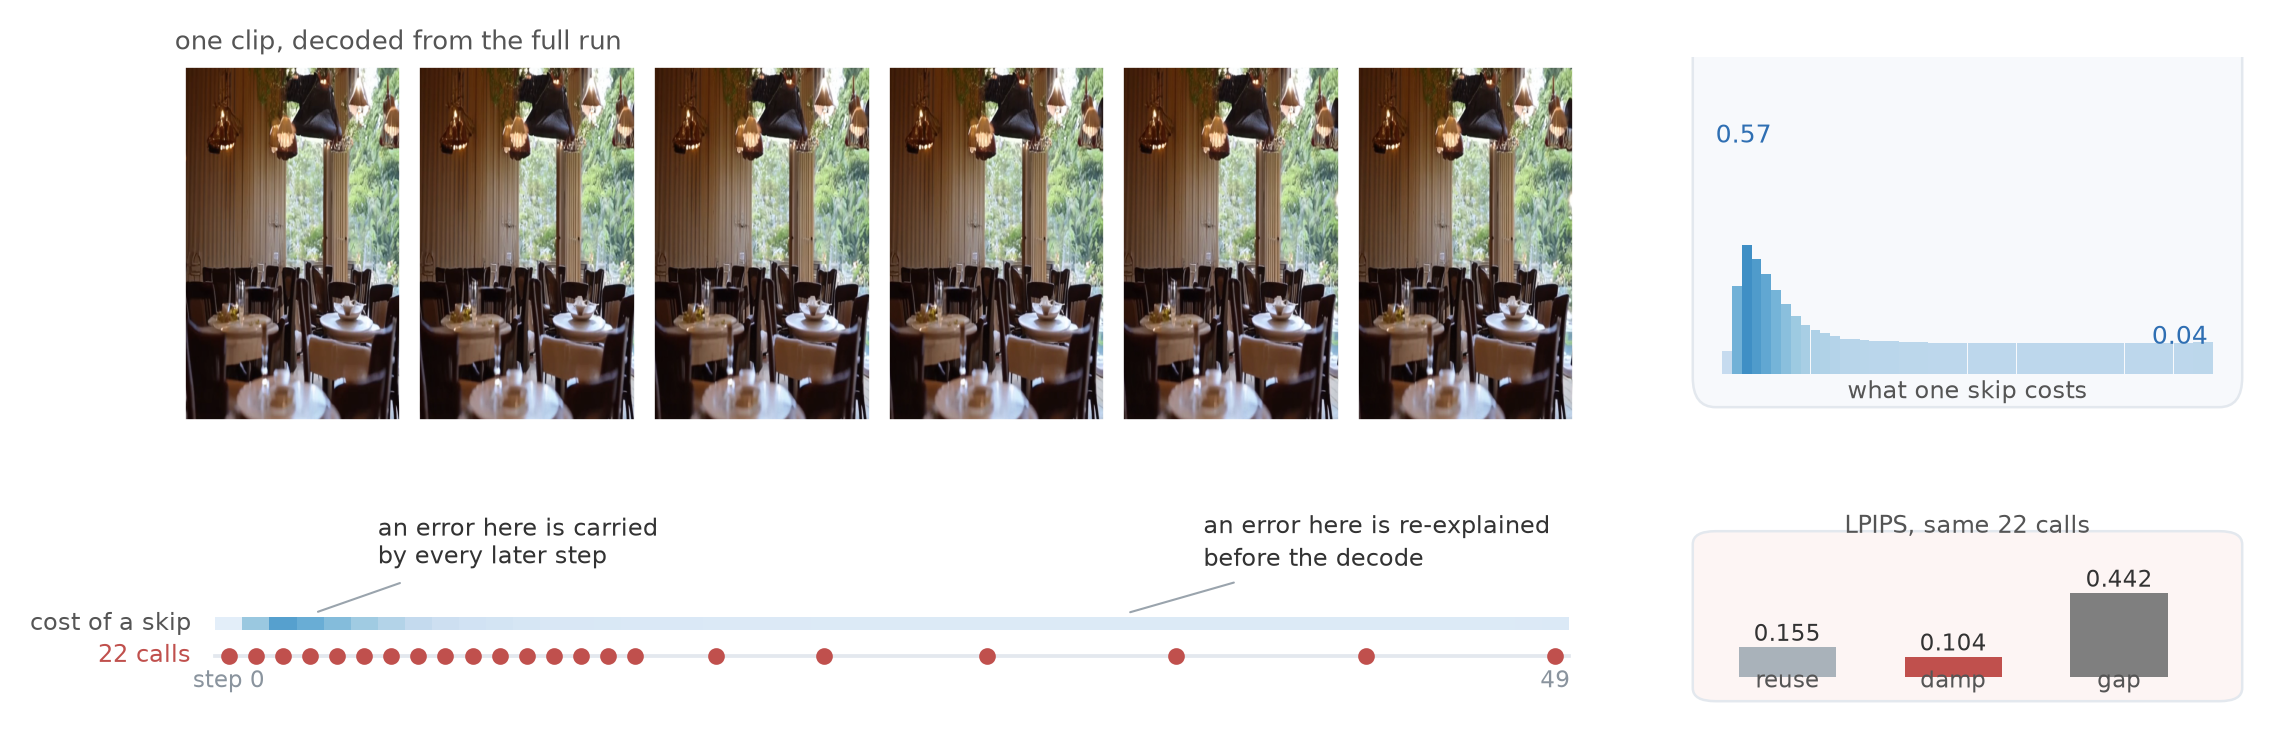 one clip, decoded from the full run
0.57
0.04
what one skip costs
an error here is carried
by every later step
an error here is re-explained
before the decode
cost of a skip
22 calls
step 0
49
LPIPS, same 22 calls
0.155
0.104
0.442
reuse
damp
gap